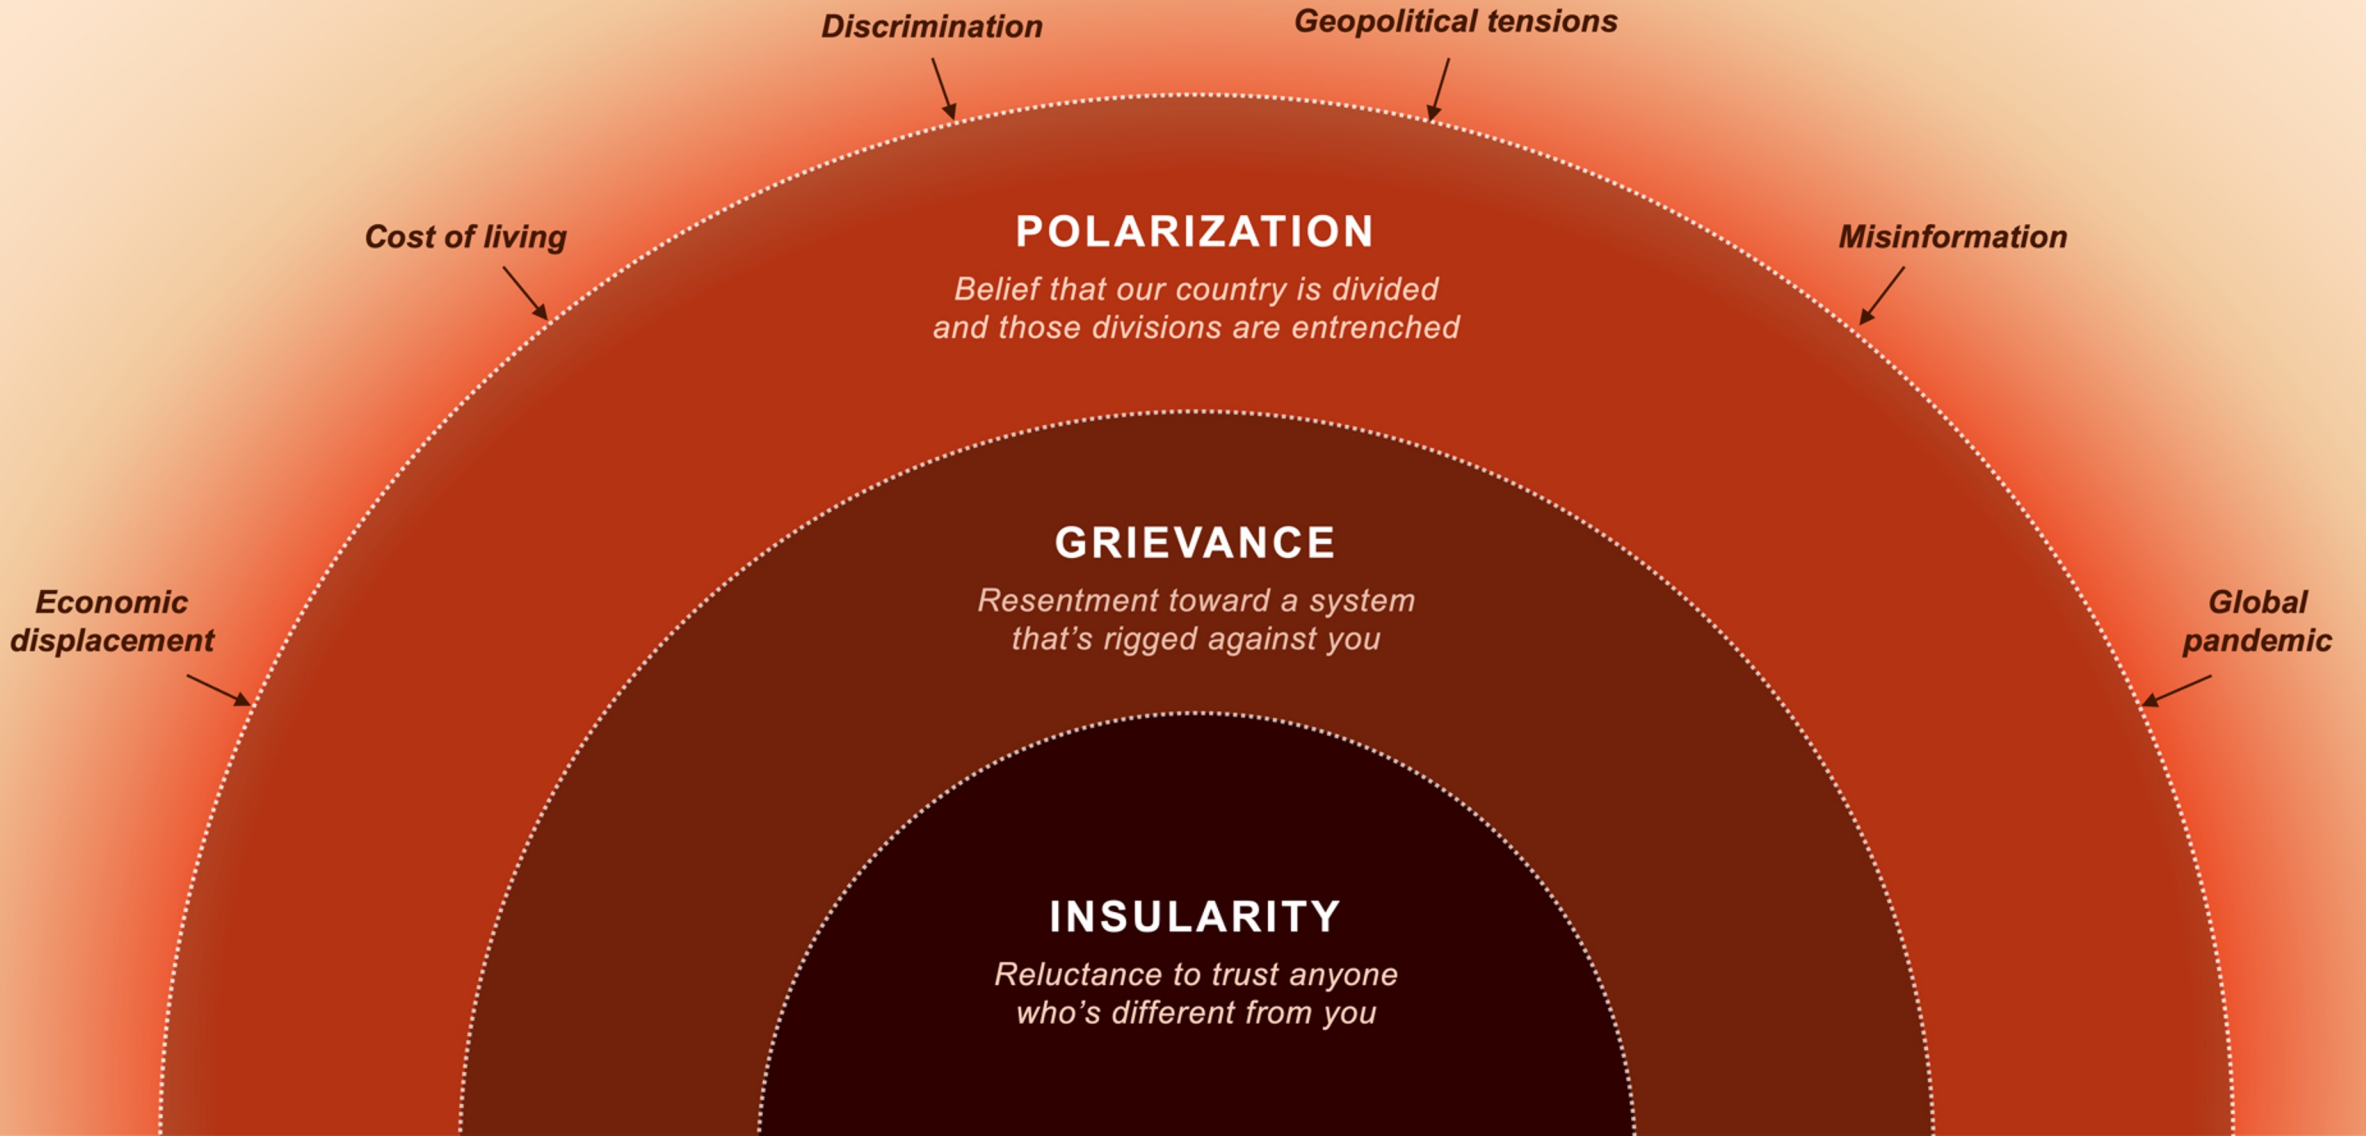 Discrimination
Geopolitical tensions
Cost of living
Misinformation
Economic
displacement
Global
pandemic
POLARIZATION
Belief that our country is divided
and those divisions are entrenched
GRIEVANCE
Resentment toward a system
that’s rigged against you
INSULARITY
Reluctance to trust anyone
who’s different from you